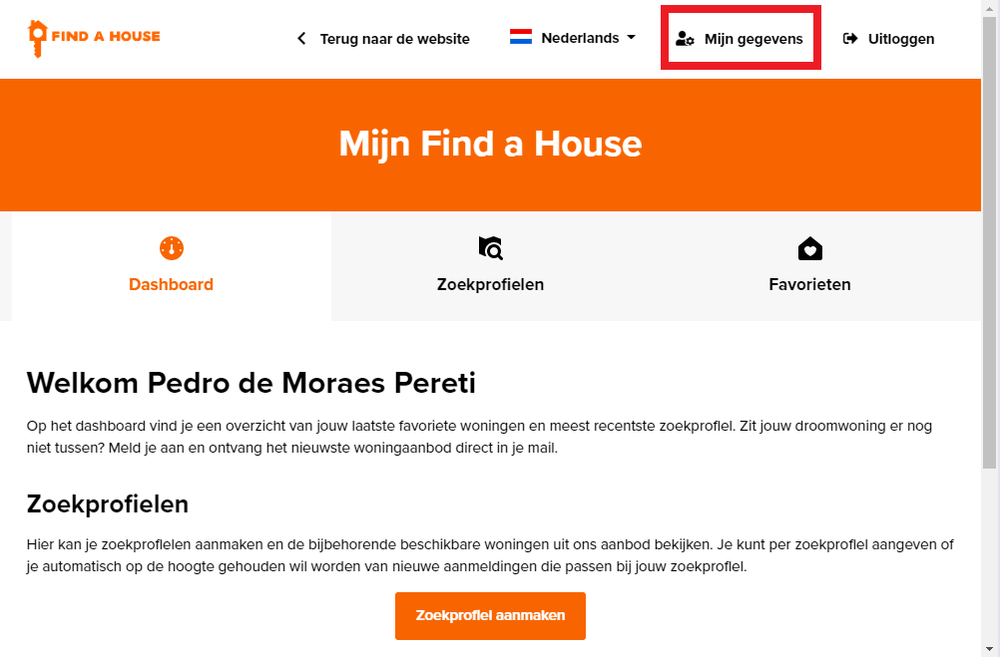 FIND A HOUSE
Terug naar de website
Nederlands
Mijn gegevens
Uitloggen
Mijn Find a House
Dashboard
Zoekprofielen
Favorieten
Welkom Pedro de Moraes Pereti
Op het dashboard vind je een overzicht van jouw laatste favoriete woningen en meest recentste zoekprofiel. Zit jouw droomwoning er nog
niet tussen? Meld je aan en ontvang het nieuwste woningaanbod direct in je mail.
Zoekprofielen
Hier kan je zoekprofielen aanmaken en de bijbehorende beschikbare woningen uit ons aanbod bekijken. Je kunt per zoekprofiel aangeven of
je automatisch op de hoogte gehouden wil worden van nieuwe aanmeldingen die passen bij jouw zoekprofiel.
Zoekprofiel aanmaken